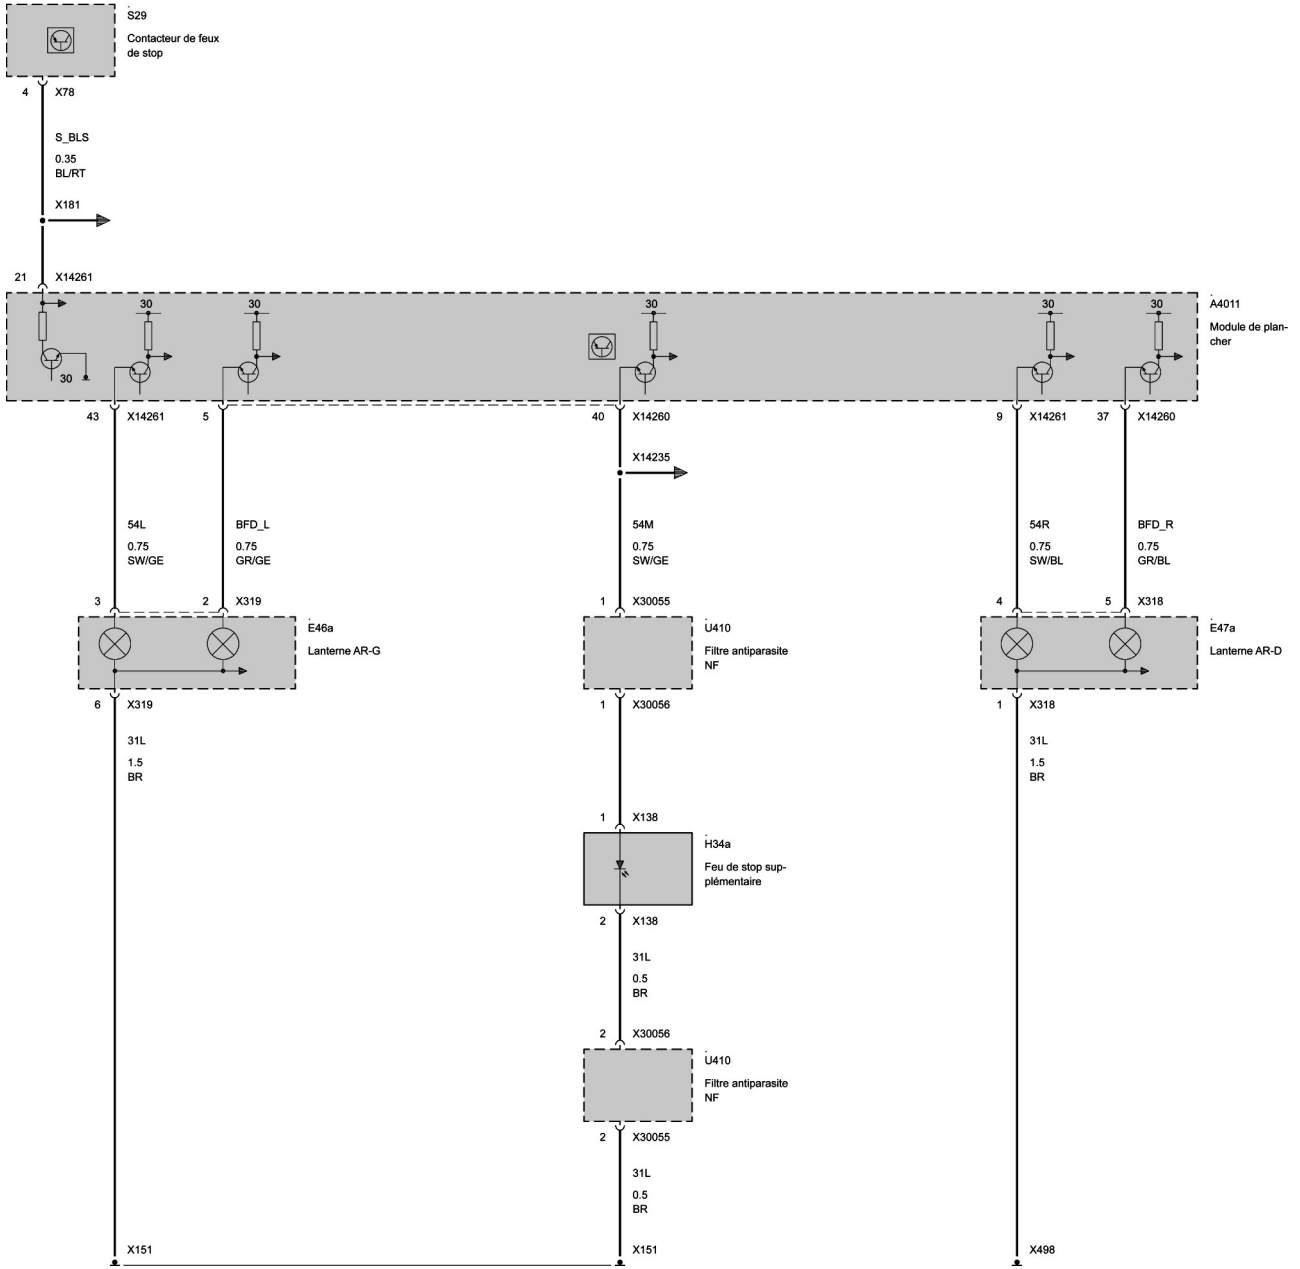 S29
Contacteur de feux
de stop
4 X78
S_BLS
0.35
BL/RT
X181
21 X14261
30 30 30 30 30
A4011
Module de plan-
cher
30
43 X14261 5 40 X14260 9 X14261 37 X14260
X14235
54L BFD_L 54M 54R BFD_R
0.75 0.75 0.75 0.75 0.75
SW/GE GR/GE SW/GE SW/BL GR/BL
3 2 X319 1 X30055 4 5 X318
E46a U410 E47a
Lanterne AR-G Filtre antiparasite Lanterne AR-D
NF
6 X319 1 X30056 1 X318
31L 31L
1.5 1.5
BR BR
1 X138
H34a
Feu de stop sup-
plémentaire
2 X138
31L
0.5
BR
2 X30056
U410
Filtre antiparasite
NF
2 X30055
31L
0.5
BR
X151 X151 X498